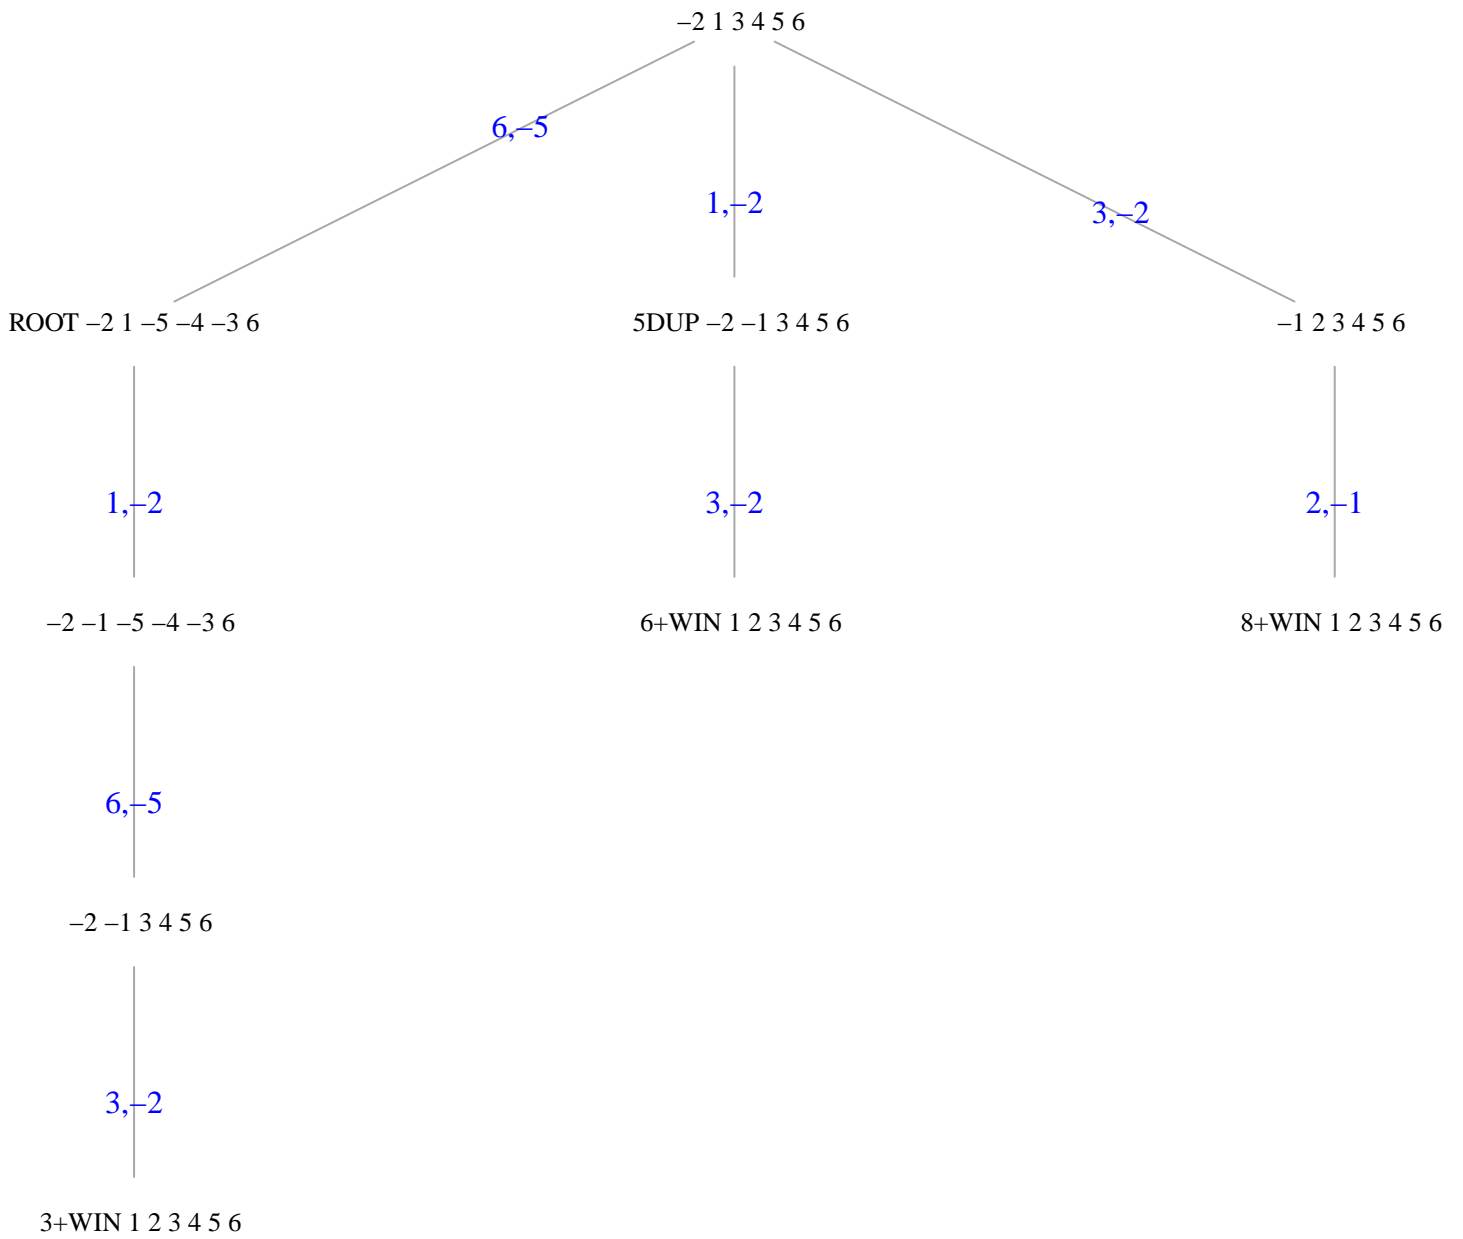 –2 1 3 4 5 6
6,–5
1,–2
3,–2
ROOT –2 1 –5 –4 –3 6
5DUP –2 –1 3 4 5 6
–1 2 3 4 5 6
1,–2
3,–2
2,–1
–2 –1 –5 –4 –3 6
6+WIN 1 2 3 4 5 6
8+WIN 1 2 3 4 5 6
6,–5
–2 –1 3 4 5 6
3,–2
3+WIN 1 2 3 4 5 6